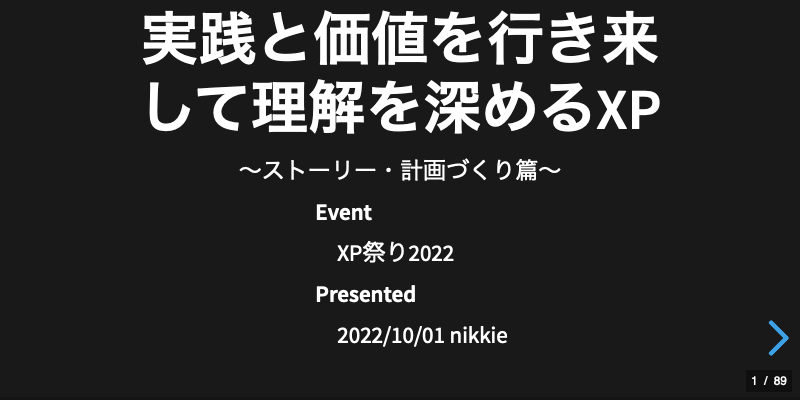 実践と価値を行き来
して理解を深めるXP
〜ストーリー・計画づくり篇〜
Event
XP祭り2022
Presented
2022/10/01 nikkie
1 / 89